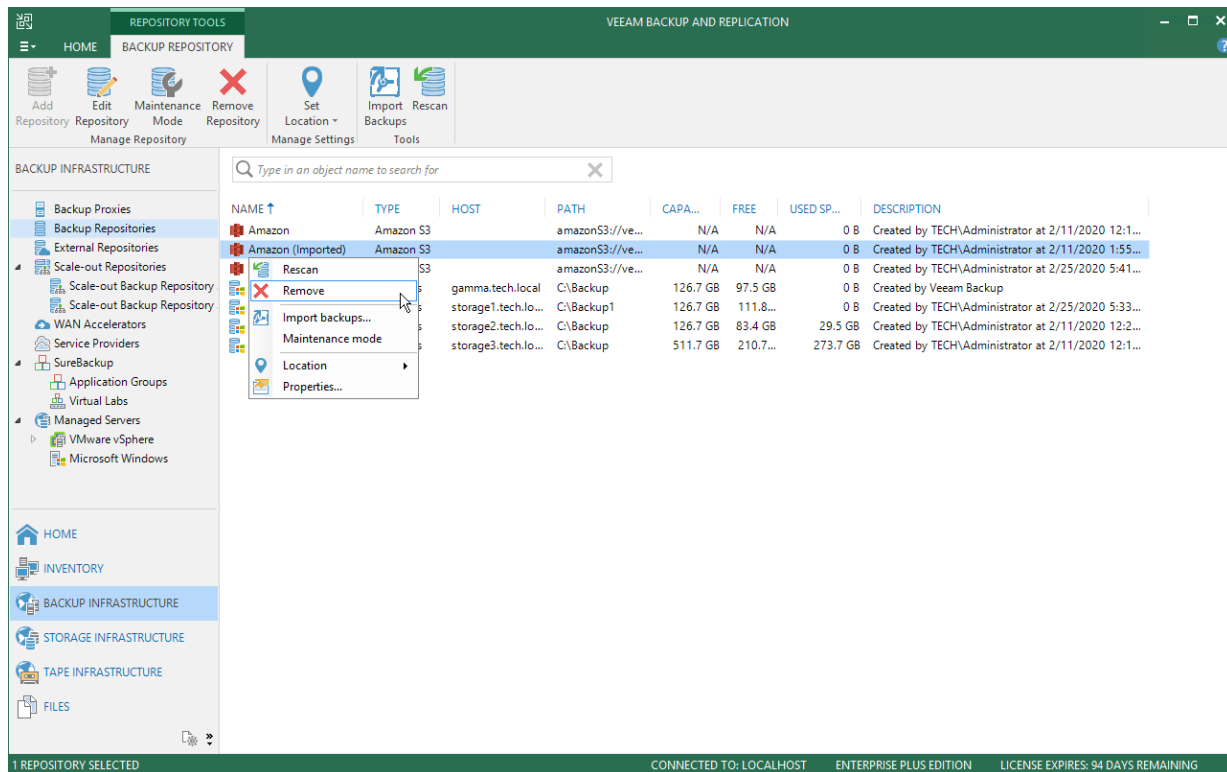 REPOSITORY TOOLS
VEEAM BACKUP AND REPLICATION
HOME BACKUP REPOSITORY
?
Add Repository
Edit Repository
Maintenance Mode
Remove Repository
Manage Repository
Set Location
Manage Settings
Import Backups
Rescan
Tools
BACKUP INFRASTRUCTURE
Backup Proxies
Backup Repositories
External Repositories
Scale-out Repositories
Scale-out Backup Repository
Scale-out Backup Repository
WAN Accelerators
Service Providers
SureBackup
Application Groups
Virtual Labs
Managed Servers
VMware vSphere
Microsoft Windows
HOME
INVENTORY
BACKUP INFRASTRUCTURE
STORAGE INFRASTRUCTURE
TAPE INFRASTRUCTURE
FILES
Type in an object name to search for
NAME TYPE HOST PATH CAPA... FREE USED SP... DESCRIPTION
Amazon Amazon S3 amazonS3://ve... N/A N/A 0 B Created by TECH\Administrator at 2/11/2020 12:1...
Amazon (Imported) Amazon S3 amazonS3://ve... N/A N/A 0 B Created by TECH\Administrator at 2/11/2020 1:55...
S3 amazonS3://ve... N/A N/A 0 B Created by TECH\Administrator at 2/25/2020 5:41...
gamma.tech.local C:\Backup 126.7 GB 97.5 GB 0 B Created by Veeam Backup
storage1.tech.lo... C:\Backup1 126.7 GB 111.8... 0 B Created by TECH\Administrator at 2/25/2020 5:33...
storage2.tech.lo... C:\Backup 126.7 GB 83.4 GB 29.5 GB Created by TECH\Administrator at 2/11/2020 12:2...
storage3.tech.lo... C:\Backup 511.7 GB 210.7... 273.7 GB Created by TECH\Administrator at 2/11/2020 12:1...
Rescan
Remove
Import backups...
Maintenance mode
Location
Properties...
1 REPOSITORY SELECTED
CONNECTED TO: LOCALHOST
ENTERPRISE PLUS EDITION
LICENSE EXPIRES: 94 DAYS REMAINING